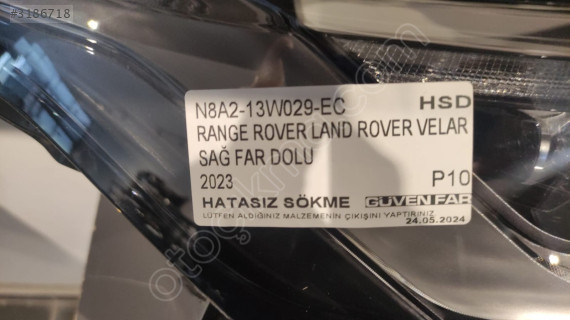 #3186718
N8A2-13W029-EC HSD
RANGE ROVER LAND ROVER VELAR
SAĞ FAR DOLU
2023 P10
HATASIZ SÖKME GÜVEN FAR
LÜTFEN ALDIĞINIZ MALZEMENİN ÇIKIŞINI YAPTIRINIZ
24.05.2024